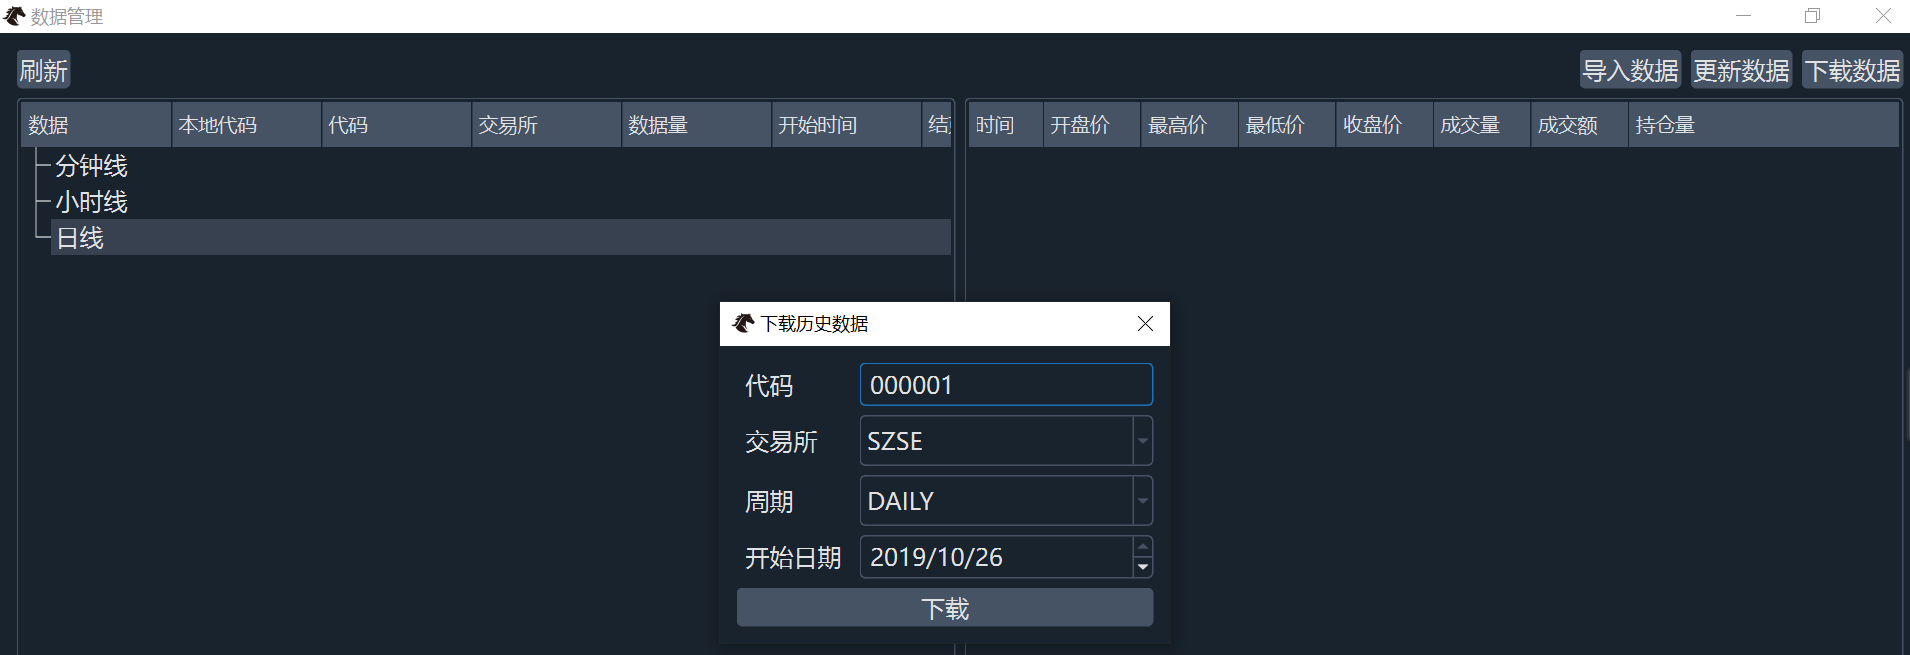 数据管理
刷新
导入数据 更新数据 下载数据
数据 本地代码 代码 交易所 数据量 开始时间
时间 开盘价 最高价 最低价 收盘价 成交量 成交额 持仓量
分钟线
小时线
日线
下载历史数据
代码 000001
交易所 SZSE
周期 DAILY
开始日期 2019/10/26
下载